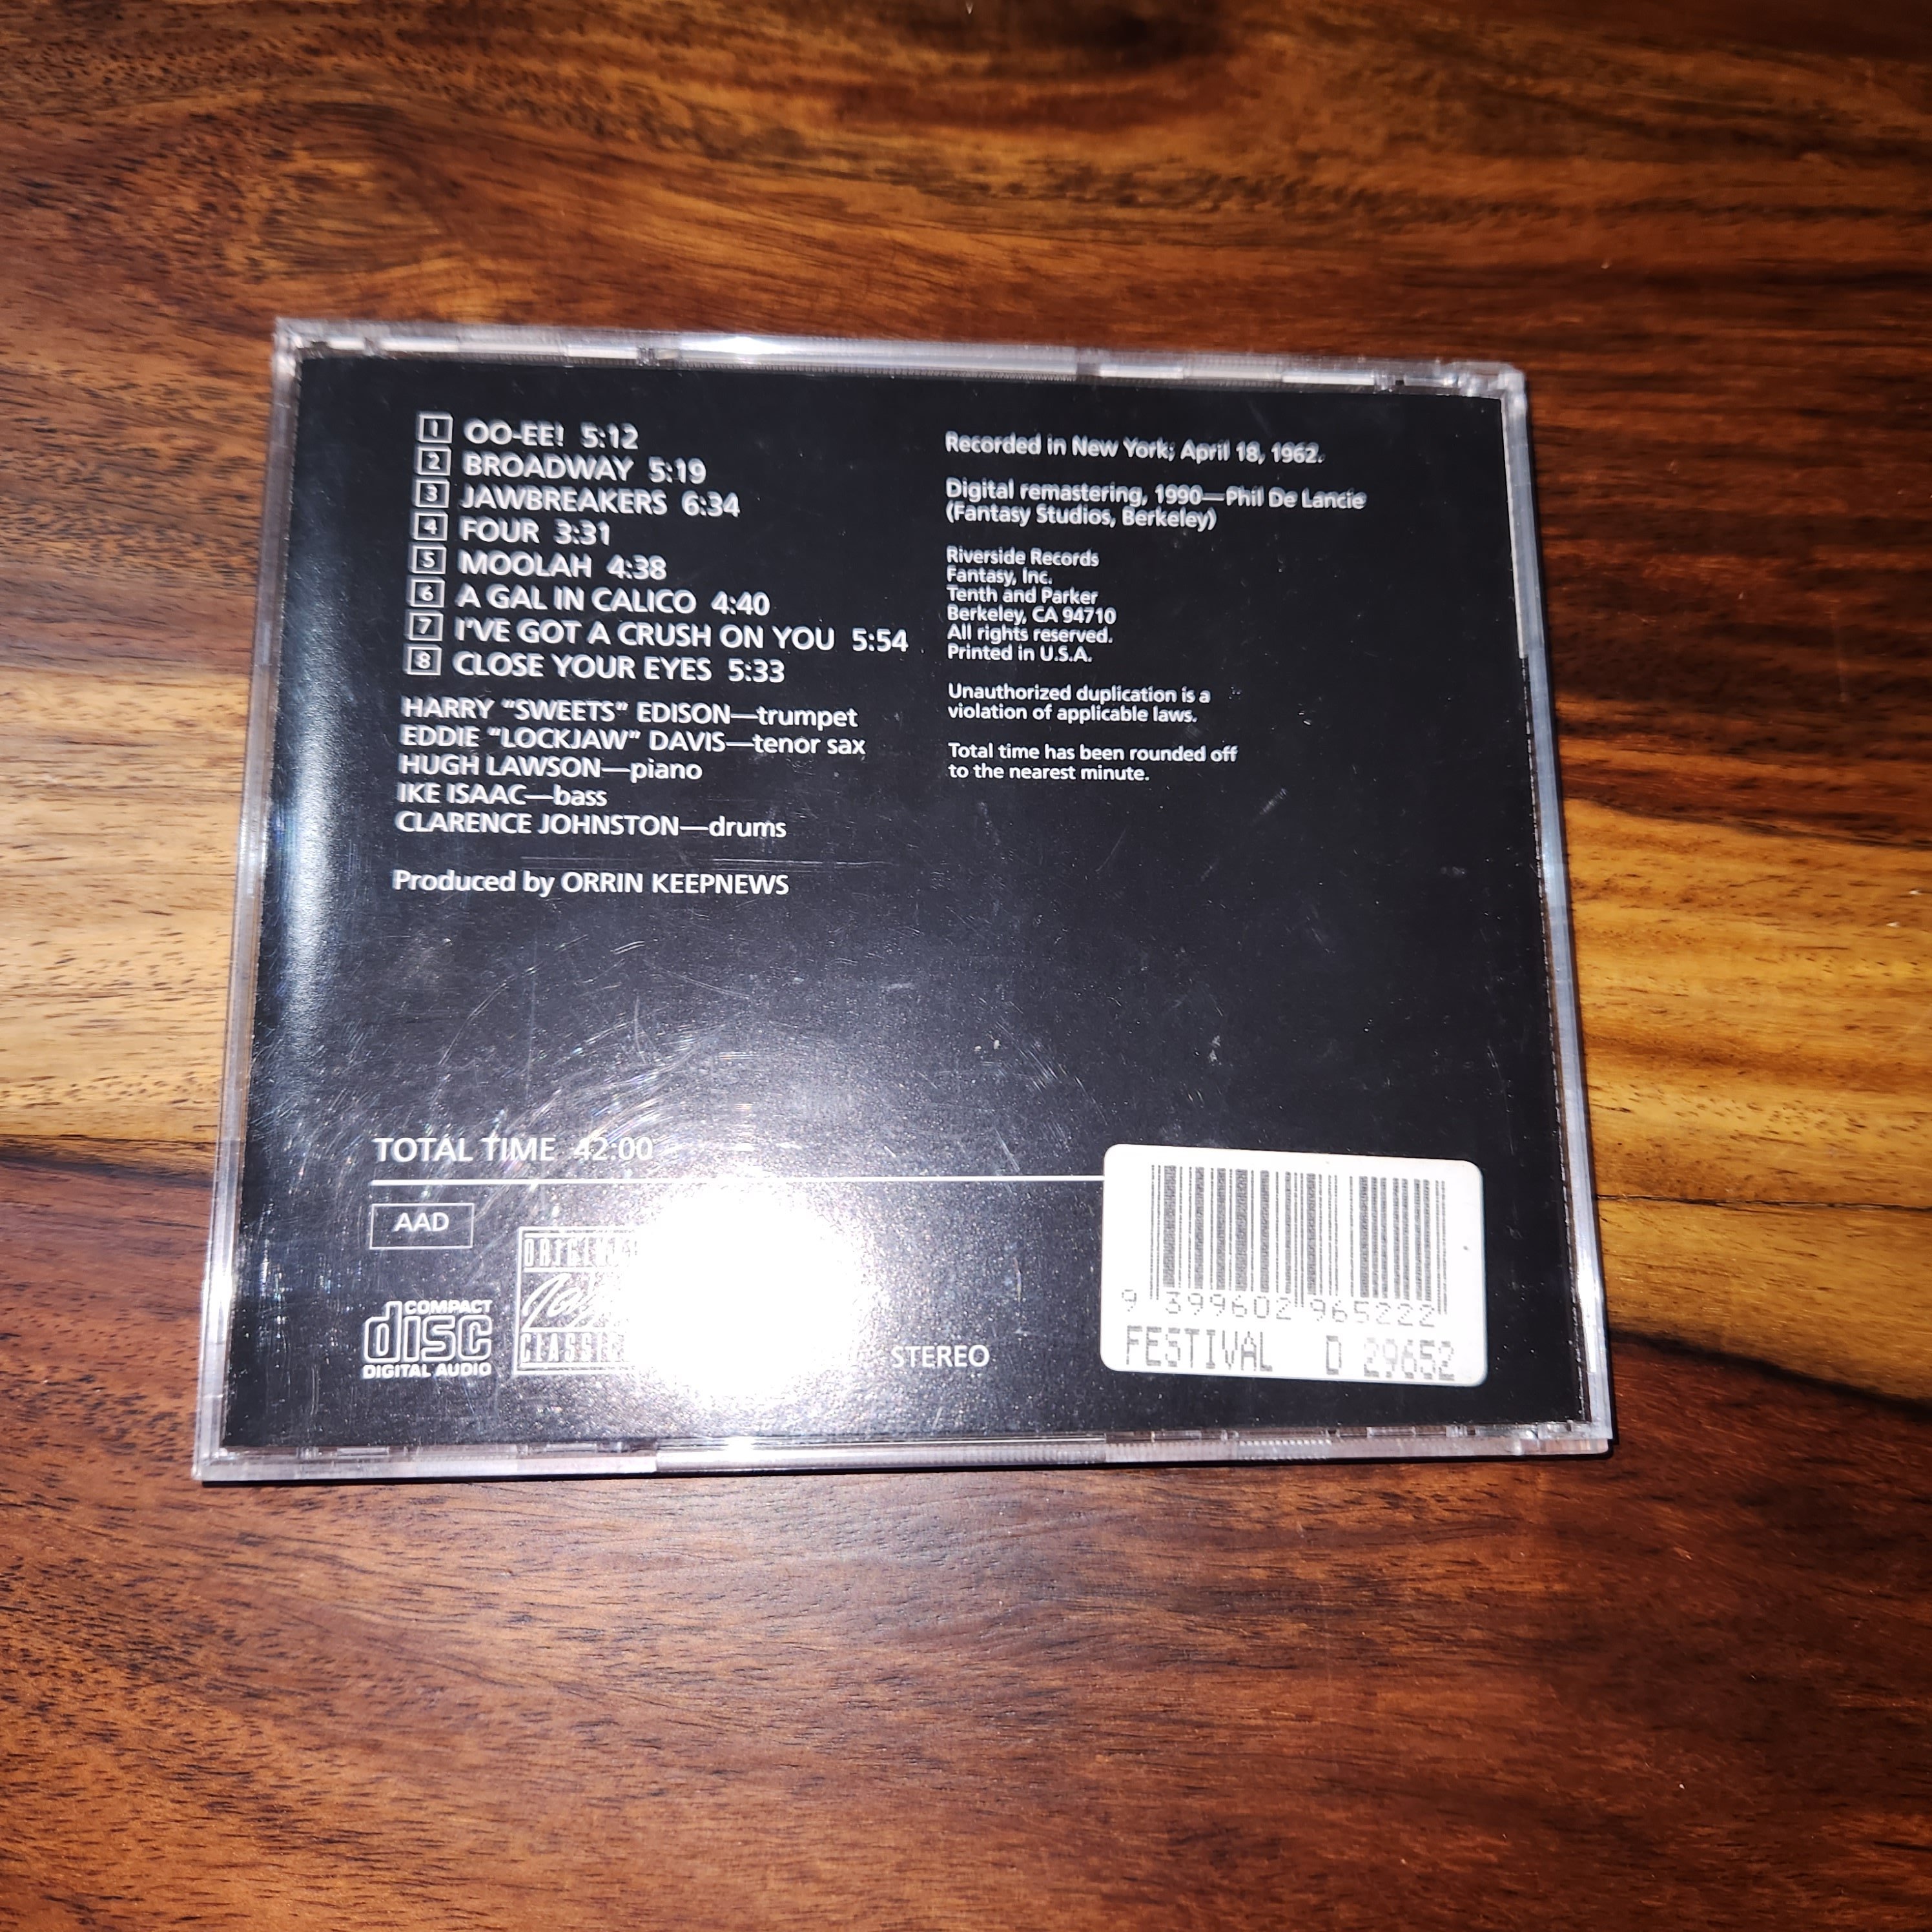 1 OO-EE! 5:12
2 BROADWAY 5:19
3 JAWBREAKERS 6:34
4 FOUR 3:31
5 MOOLAH 4:38
6 A GAL IN CALICO 4:40
7 I'VE GOT A CRUSH ON YOU 5:54
8 CLOSE YOUR EYES 5:33
HARRY "SWEETS" EDISON—trumpet
EDDIE "LOCKJAW" DAVIS—tenor sax
HUGH LAWSON—piano
IKE ISAAC—bass
CLARENCE JOHNSTON—drums
Produced by ORRIN KEEPNEWS
Recorded in New York; April 18, 1962.
Digital remastering, 1990—Phil De Lancie
(Fantasy Studios, Berkeley)
Riverside Records
Fantasy, Inc.
Tenth and Parker
Berkeley, CA 94710
All rights reserved.
Printed in U.S.A.
Unauthorized duplication is a
violation of applicable laws.
Total time has been rounded off
to the nearest minute.
TOTAL TIME 42:00
AAD
COMPACT
disc
DIGITAL AUDIO
STEREO
9 399602 965222
FESTIVAL D 29652